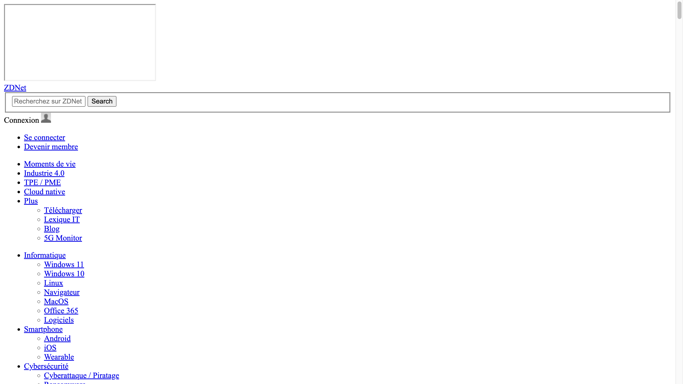 ZDNet
Recherchez sur ZDNet Search
Connexion
Se connecter
Devenir membre
Moments de vie
Industrie 4.0
TPE / PME
Cloud native
Plus
Télécharger
Lexique IT
Blog
5G Monitor
Informatique
Windows 11
Windows 10
Linux
Navigateur
MacOS
Office 365
Logiciels
Smartphone
Android
iOS
Wearable
Cybersécurité
Cyberattaque / Piratage